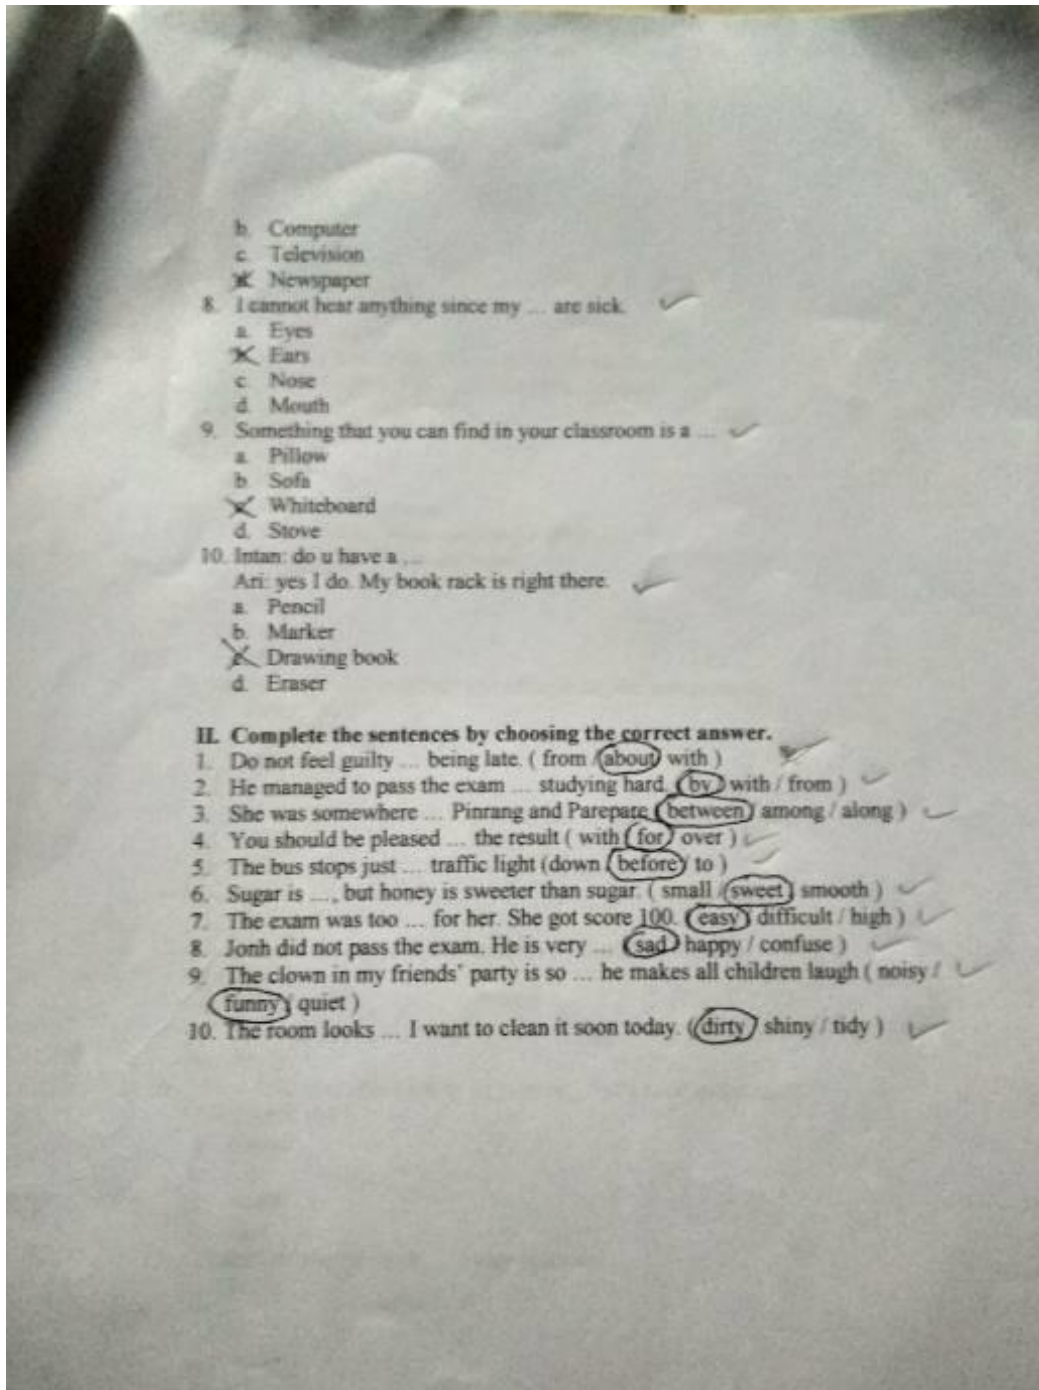 b. Computer
c. Television
Newspaper
8. I cannot hear anything since my ... are sick.
a. Eyes
Ears
c. Nose
d. Mouth
9. Something that you can find in your classroom is a ...
a. Pillow
b. Sofa
Whiteboard
d. Stove
10. Intan: do u have a ...
Ari: yes I do. My book rack is right there.
a. Pencil
b. Marker
Drawing book
d. Eraser
II. Complete the sentences by choosing the correct answer.
1. Do not feel guilty ... being late. ( from / about / with )
2. He managed to pass the exam ... studying hard. ( by / with / from )
3. She was somewhere ... Pinrang and Parepare ( between / among / along )
4. You should be pleased ... the result ( with / for / over )
5. The bus stops just ... traffic light (down / before / to )
6. Sugar is ..., but honey is sweeter than sugar. ( small / sweet / smooth )
7. The exam was too ... for her. She got score 100. ( easy / difficult / high )
8. Jonh did not pass the exam. He is very ... ( sad / happy / confuse )
9. The clown in my friends' party is so ... he makes all children laugh ( noisy /
funny / quiet )
10. The room looks ... I want to clean it soon today. ( dirty / shiny / tidy )